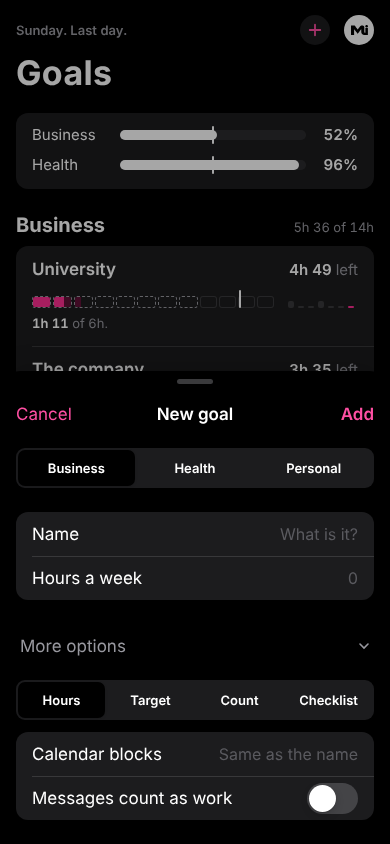 Sunday. Last day.
Mi
Goals
Business 52%
Health 96%
Business 5h 36 of 14h
University 4h 49 left
1h 11 of 6h.
The company 3h 35 left
Cancel New goal Add
Business Health Personal
Name What is it?
Hours a week 0
More options
Hours Target Count Checklist
Calendar blocks Same as the name
Messages count as work